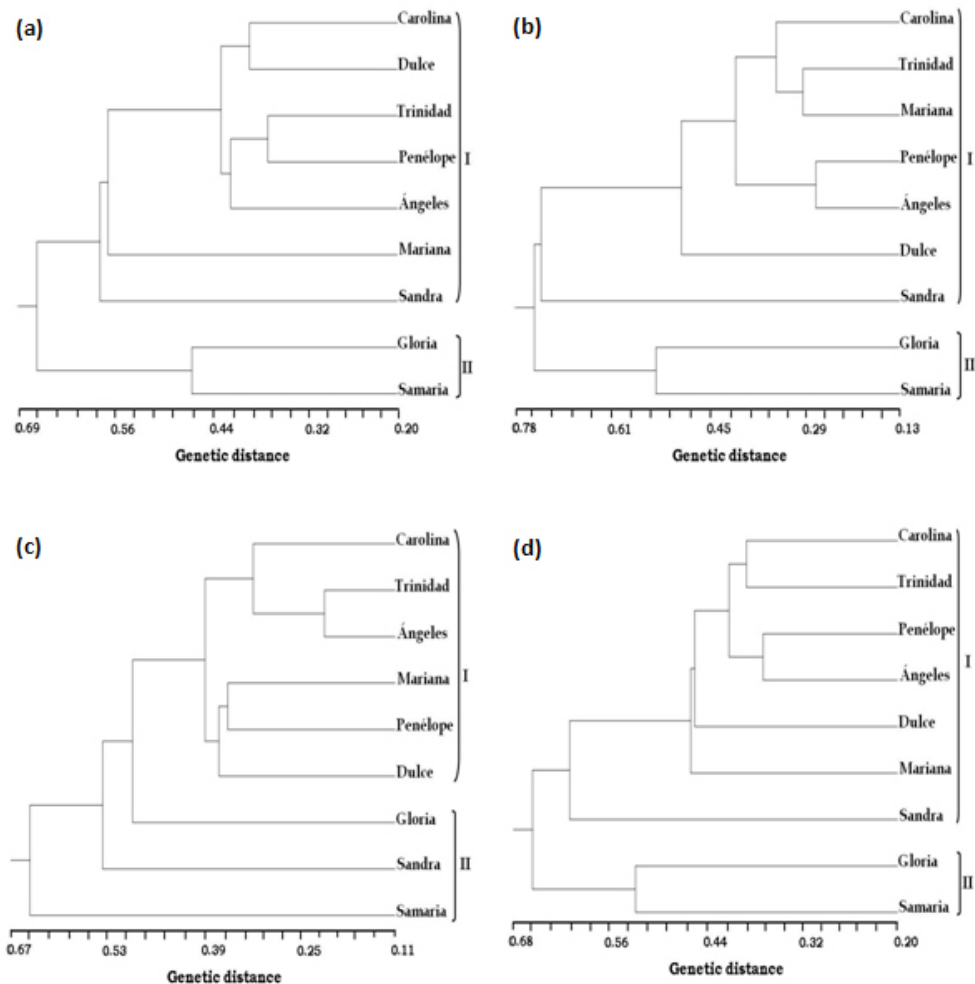 (a)
Carolina
Dulce
Trinidad
Penélope
Ángeles
Mariana
Sandra
Gloria
Samaria
I
II
0.69 0.56 0.44 0.32 0.20
Genetic distance
(b)
Carolina
Trinidad
Mariana
Penélope
Ángeles
Dulce
Sandra
Gloria
Samaria
I
II
0.78 0.61 0.45 0.29 0.13
Genetic distance
(c)
Carolina
Trinidad
Ángeles
Mariana
Penélope
Dulce
Gloria
Sandra
Samaria
I
II
0.67 0.53 0.39 0.25 0.11
Genetic distance
(d)
Carolina
Trinidad
Penélope
Ángeles
Dulce
Mariana
Sandra
Gloria
Samaria
I
II
0.68 0.56 0.44 0.32 0.20
Genetic distance